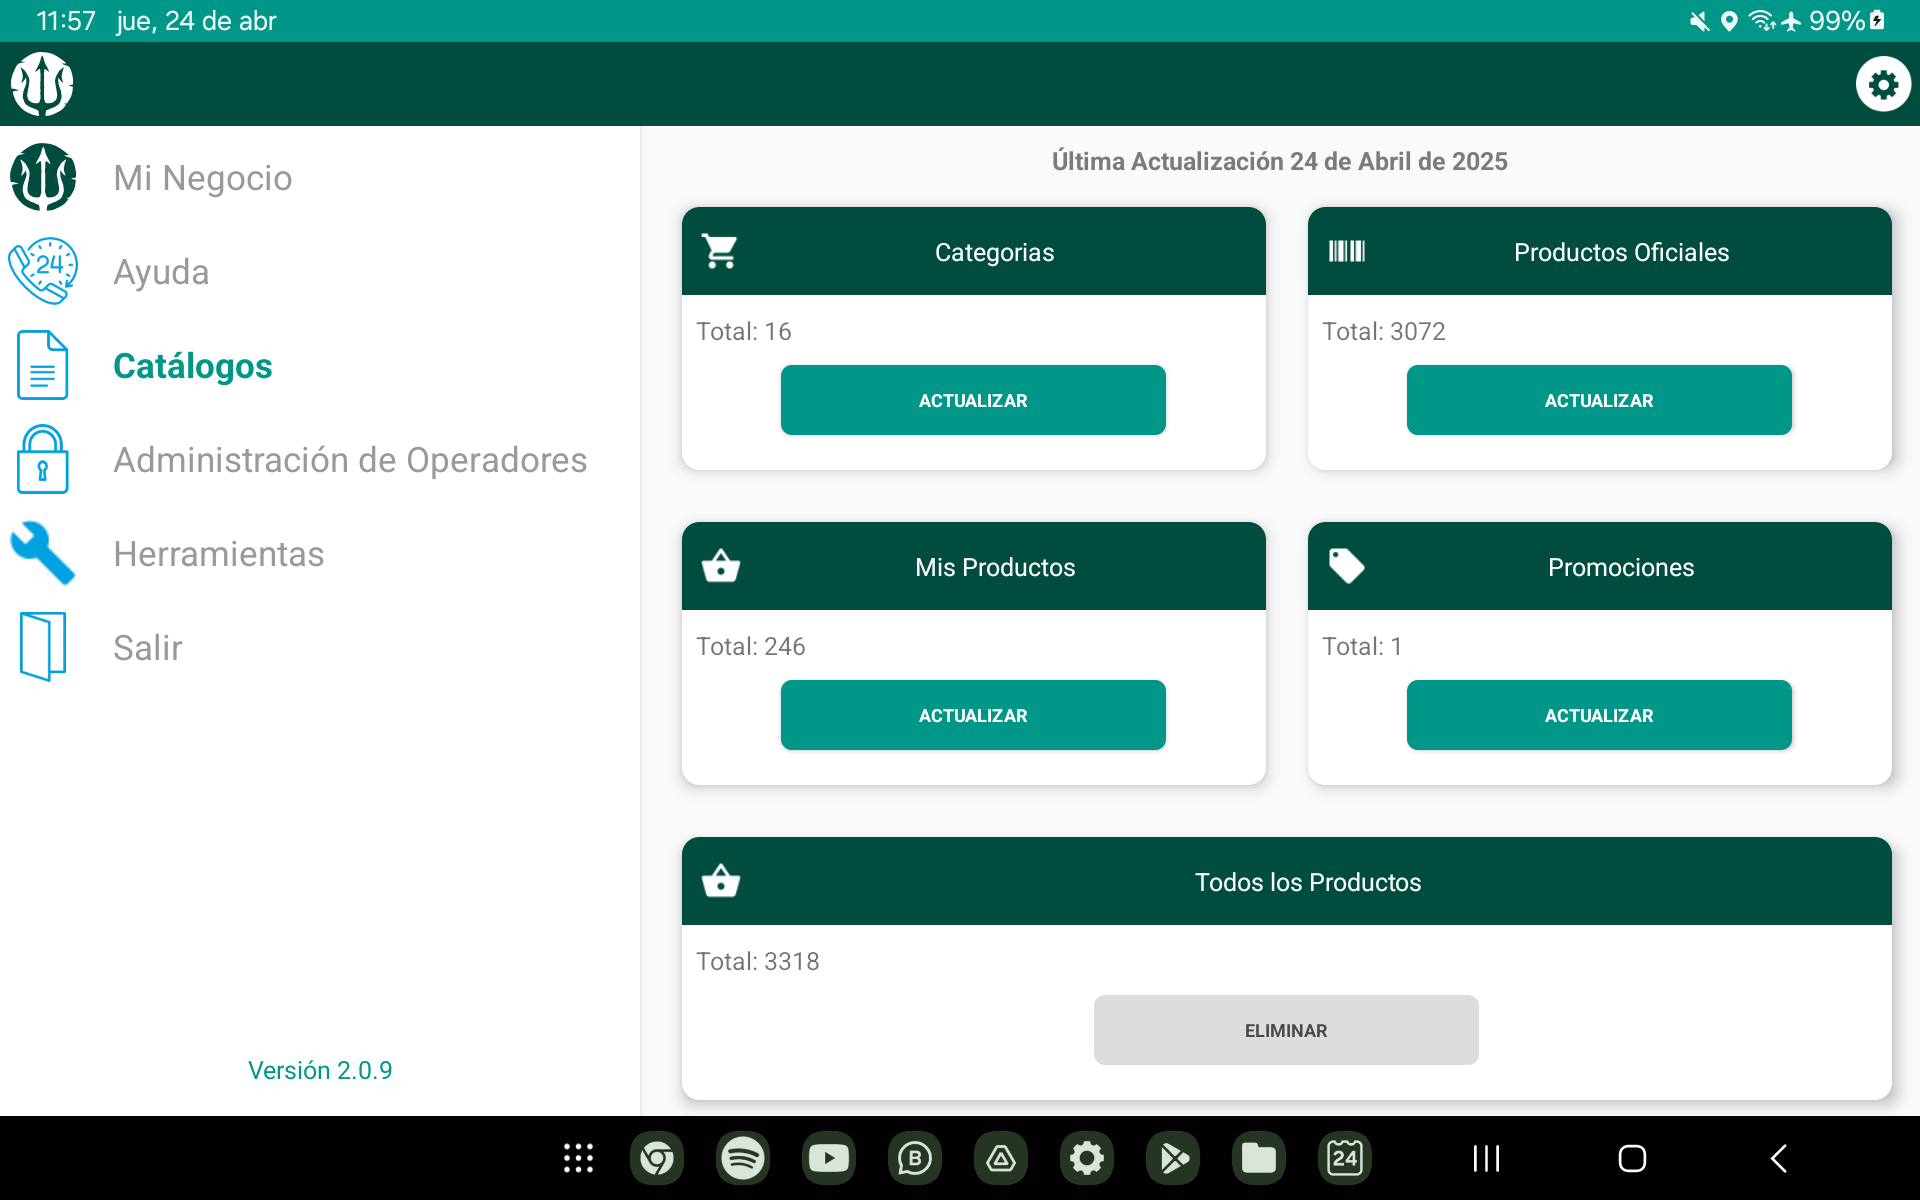 11:57 jue, 24 de abr
99%
Mi Negocio
24
Ayuda
Catálogos
Administración de Operadores
Herramientas
Salir
Versión 2.0.9
Última Actualización 24 de Abril de 2025
Categorias
Total: 16
ACTUALIZAR
Productos Oficiales
Total: 3072
ACTUALIZAR
Mis Productos
Total: 246
ACTUALIZAR
Promociones
Total: 1
ACTUALIZAR
Todos los Productos
Total: 3318
ELIMINAR
B
24